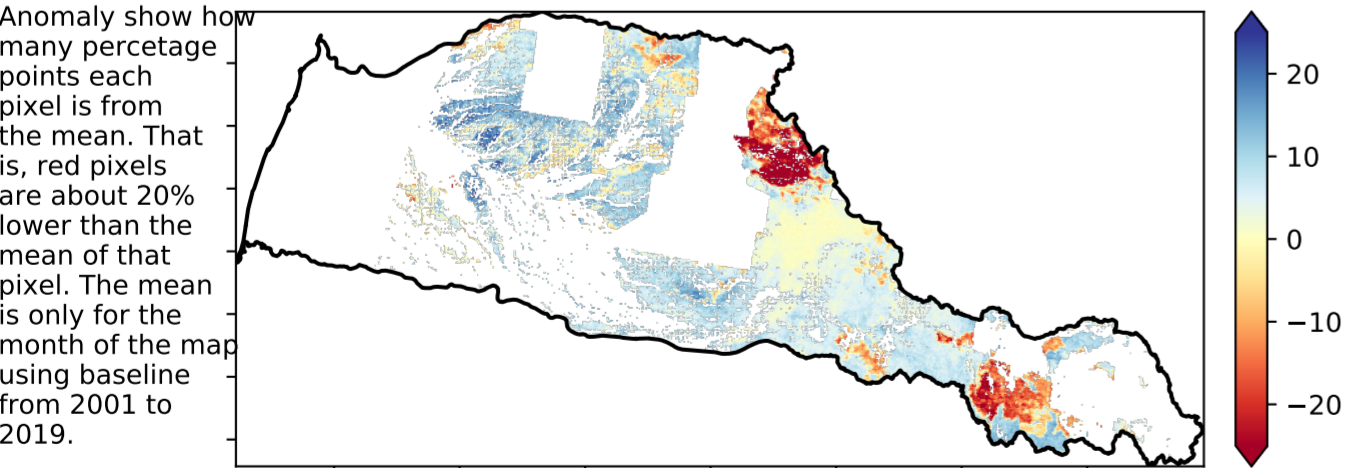 Anomaly show how
many percetage
points each
pixel is from
the mean. That
is, red pixels
are about 20%
lower than the
mean of that
pixel. The mean
is only for the
month of the map
using baseline
from 2001 to
2019.
20
10
0
−10
−20